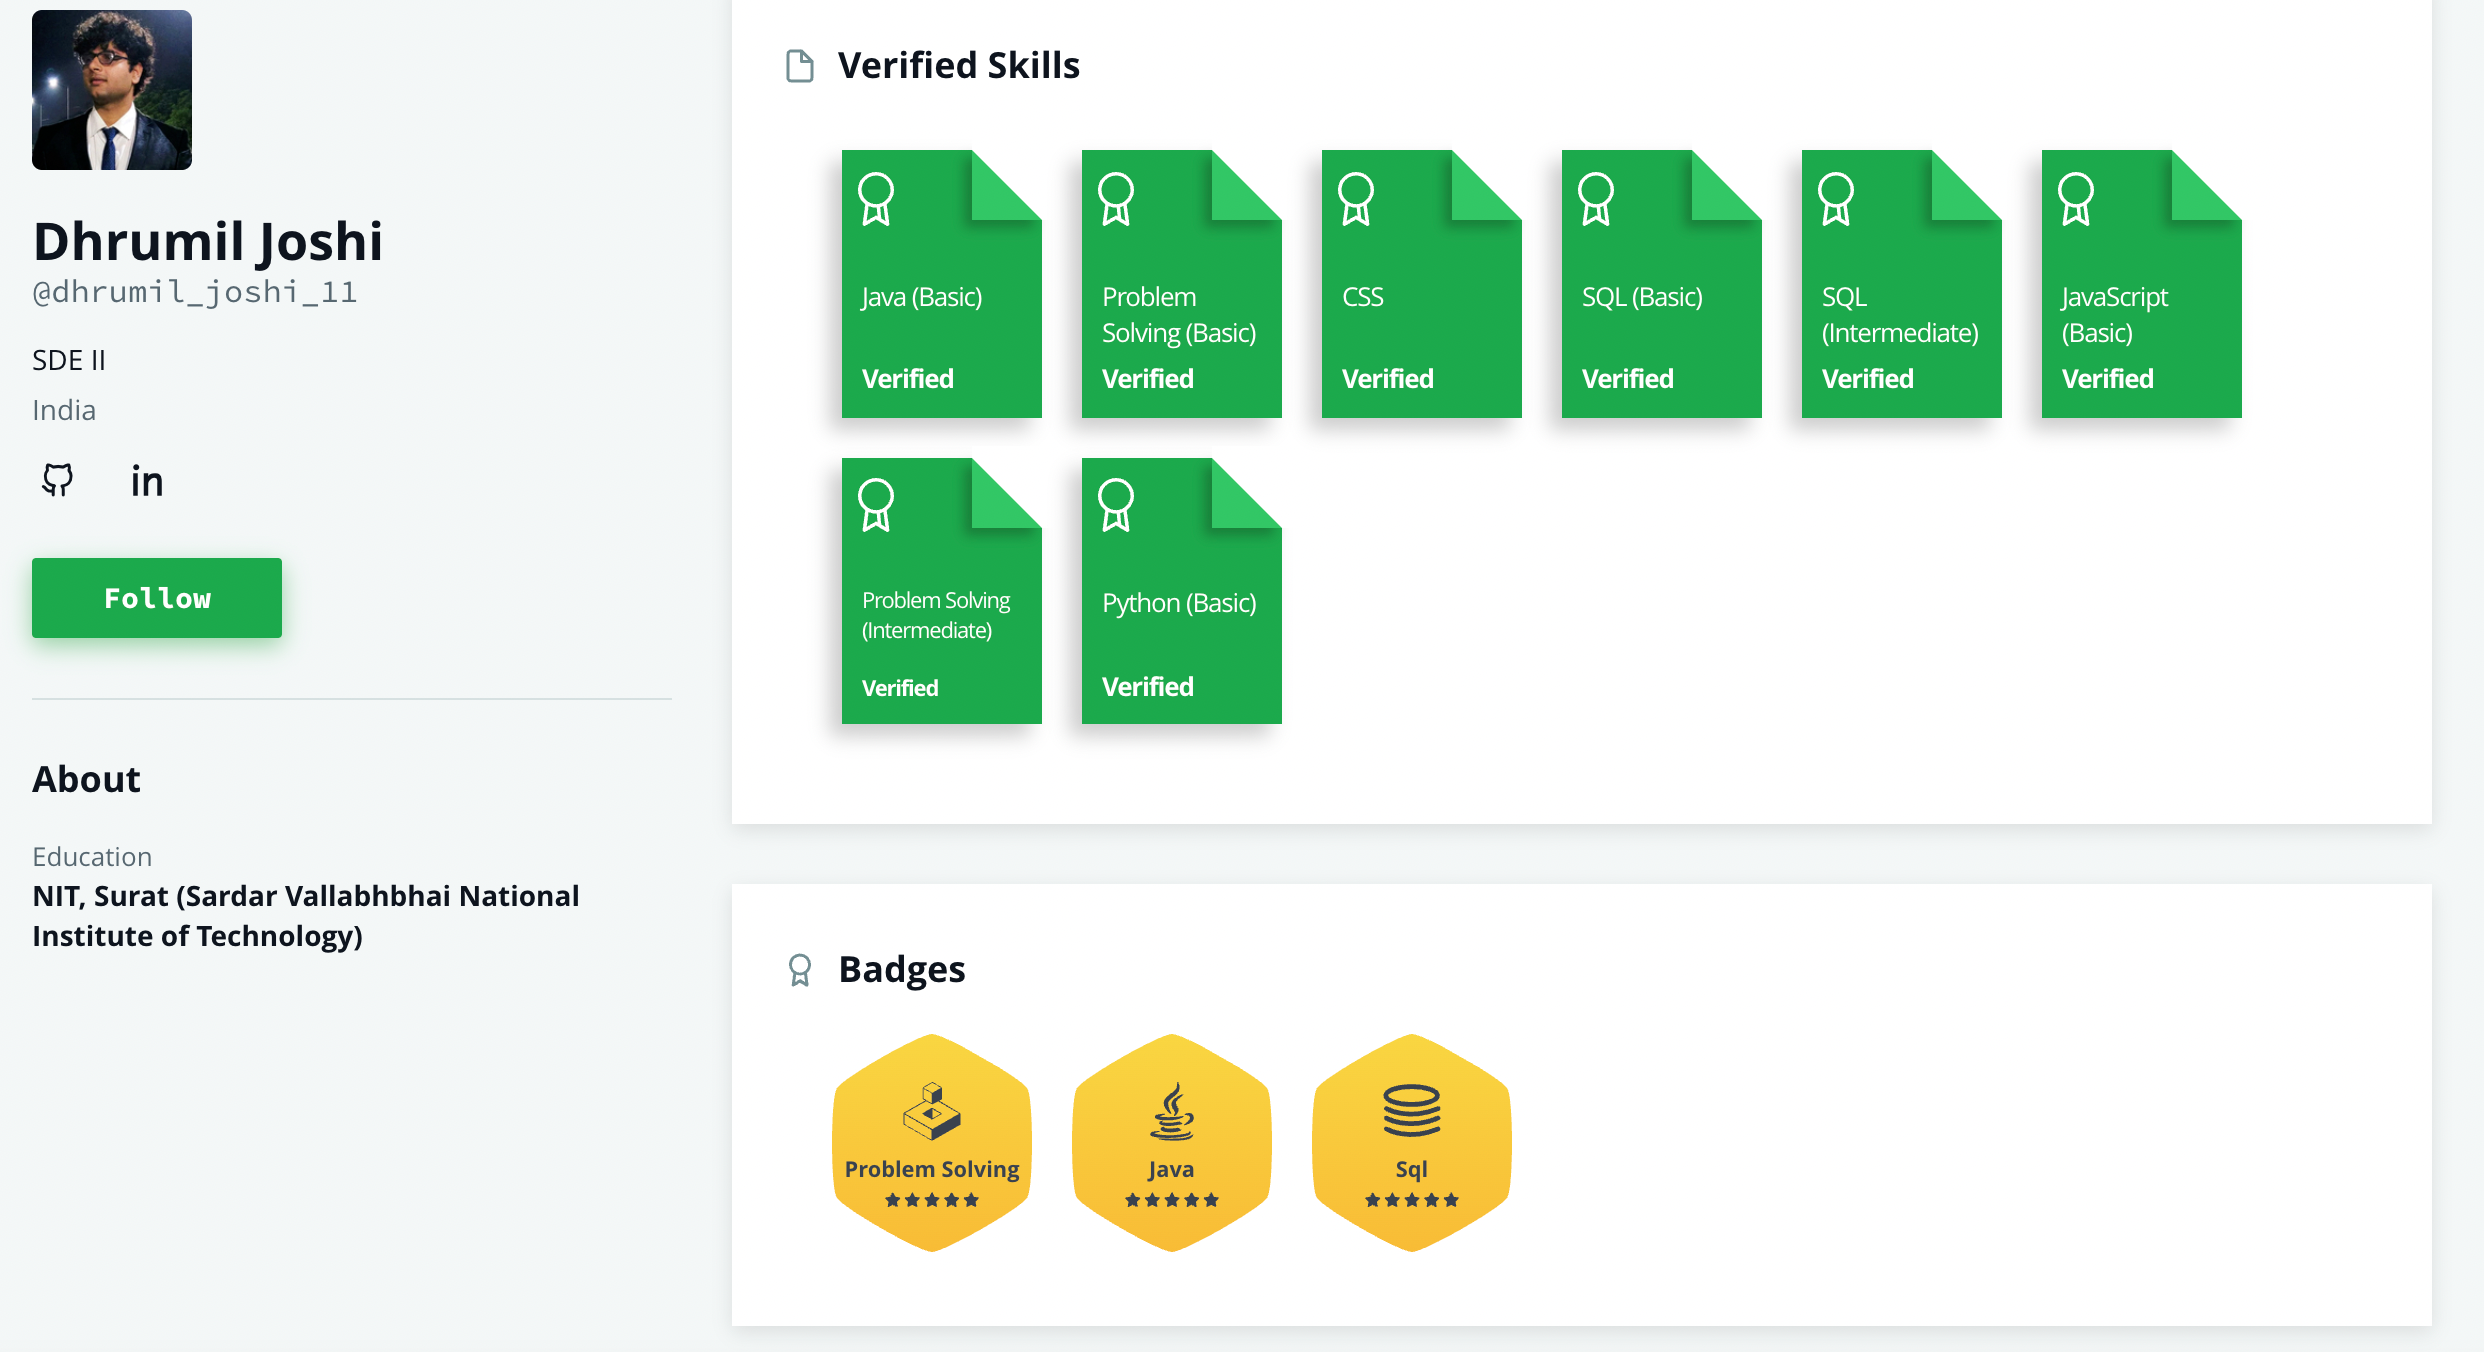 Dhrumil Joshi
@dhrumil_joshi_11
SDE II
India
in
Follow
About
Education
NIT, Surat (Sardar Vallabhbhai National
Institute of Technology)
Verified Skills
Java (Basic)
Verified
Problem
Solving (Basic)
Verified
CSS
Verified
SQL (Basic)
Verified
SQL
(Intermediate)
Verified
JavaScript
(Basic)
Verified
Problem Solving
(Intermediate)
Verified
Python (Basic)
Verified
Badges
Problem Solving
Java
Sql